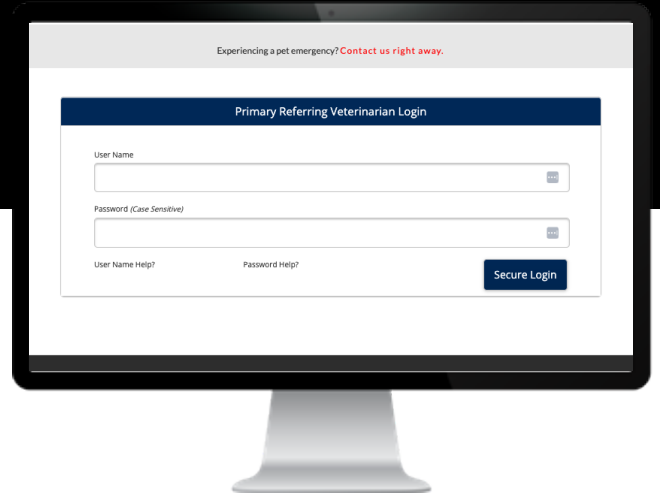 Experiencing a pet emergency? Contact us right away.
Primary Referring Veterinarian Login
User Name
Password (Case Sensitive)
User Name Help? Password Help?
Secure Login